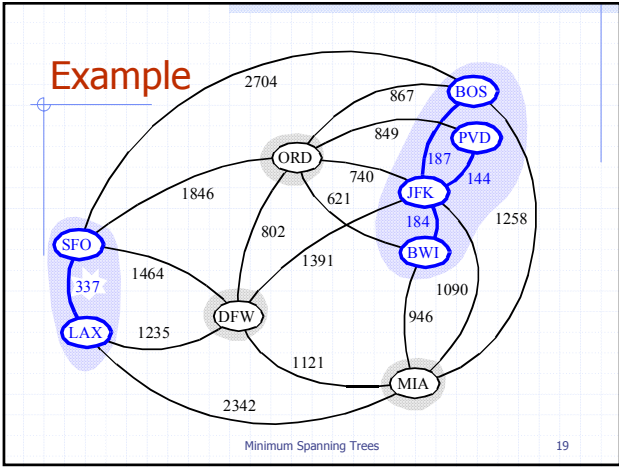 Example
2704
867
BOS
849
PVD
ORD
187
740
144
JFK
1846
621
184
1258
SFO
802
BWI
1464
1391
337
1090
DFW
946
LAX
1235
1121
MIA
2342
Minimum Spanning Trees 19